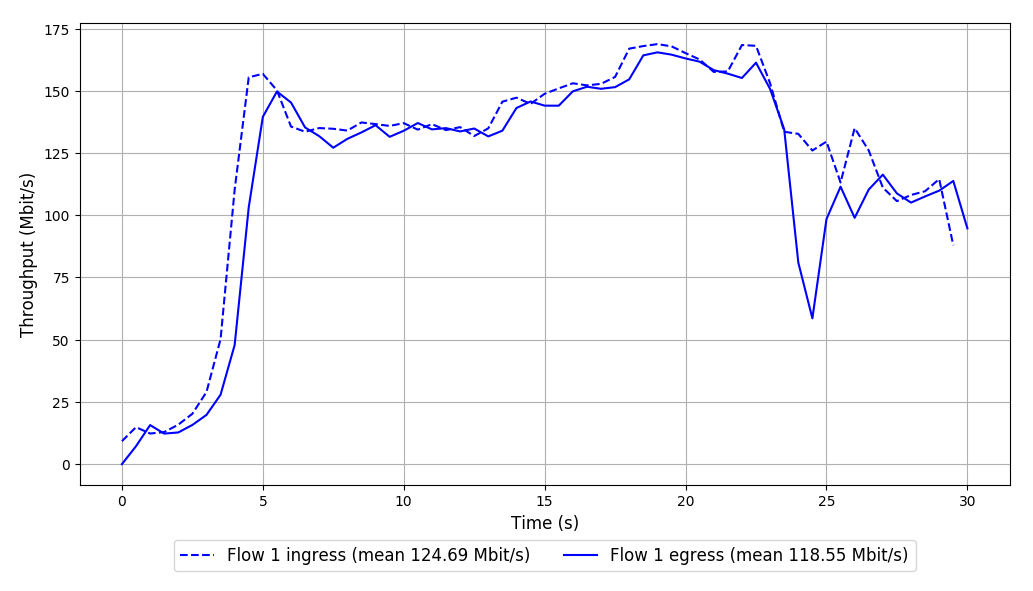 Throughput (Mbit/s)
175
150
125
100
75
50
25
0
0 5 10 15 20 25 30
Time (s)
Flow 1 ingress (mean 124.69 Mbit/s) Flow 1 egress (mean 118.55 Mbit/s)